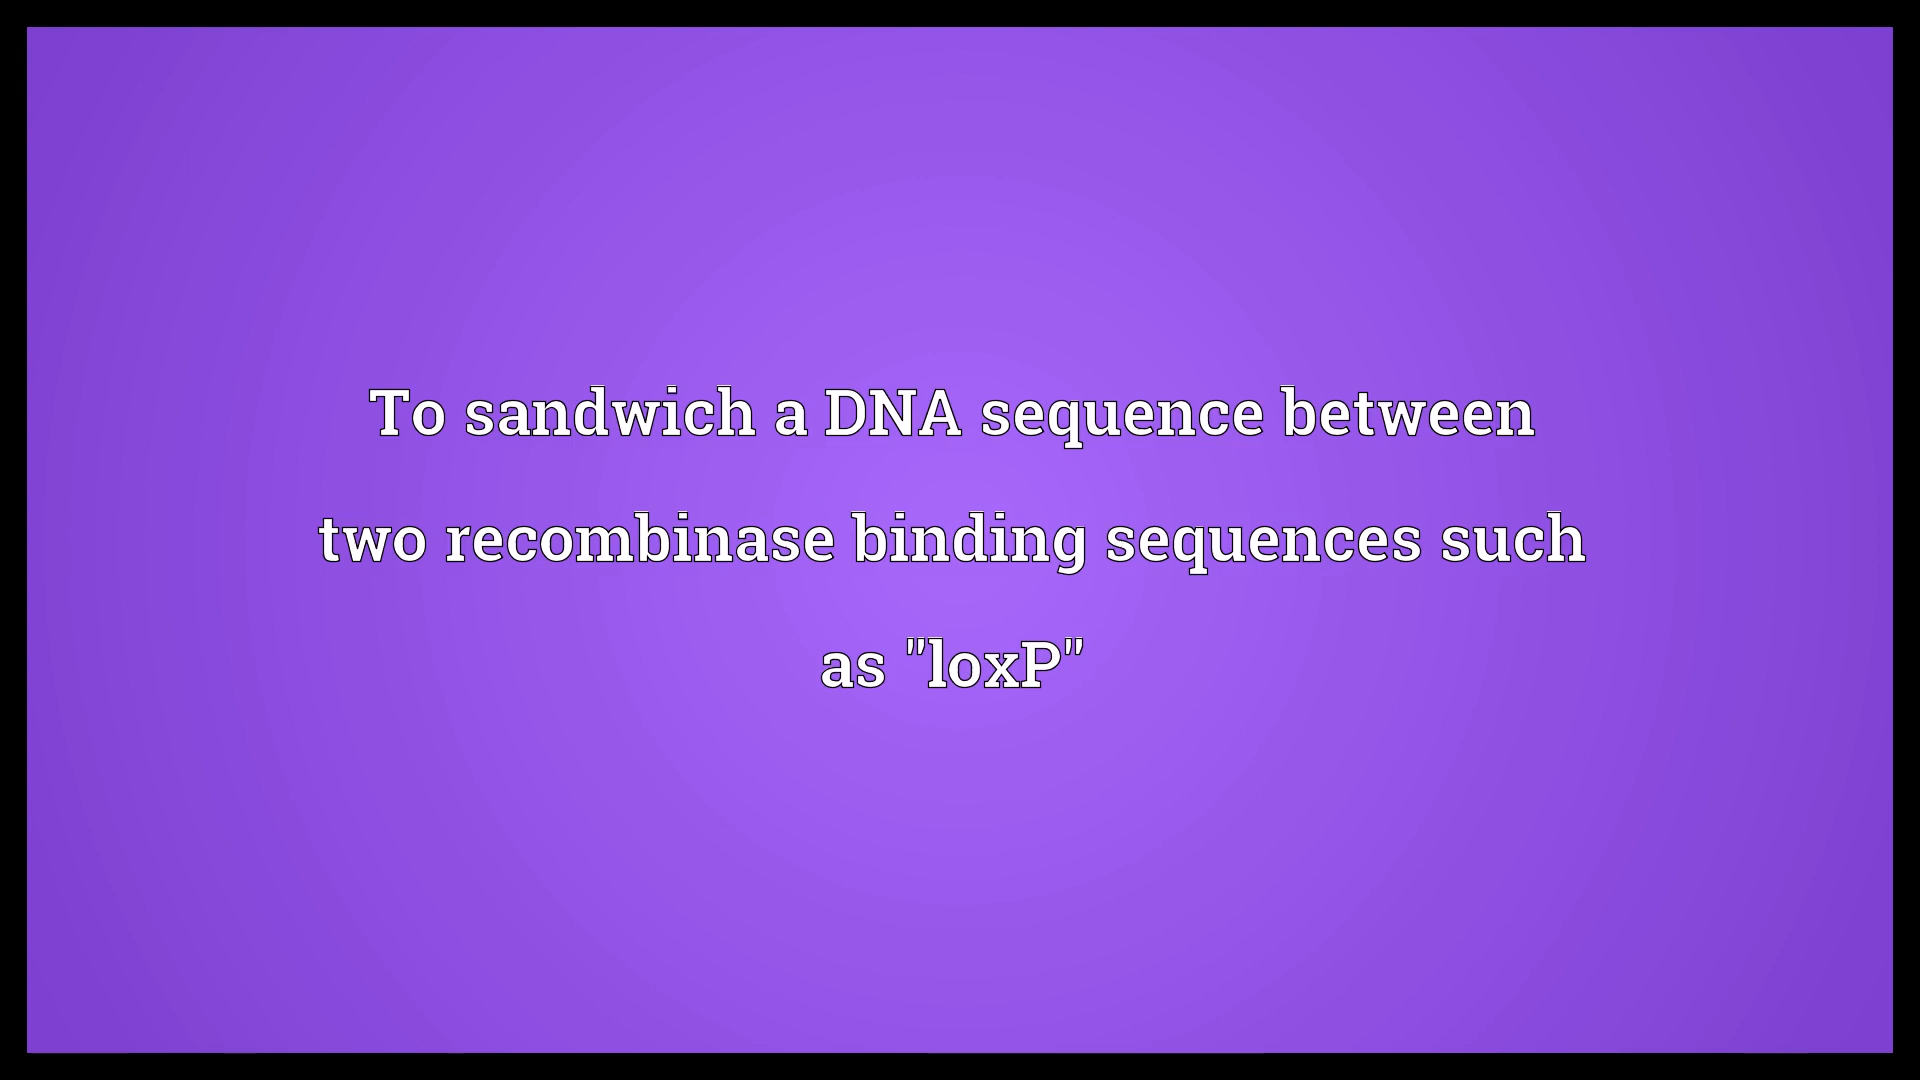 To sandwich a DNA sequence between
two recombinase binding sequences such
as "loxP"